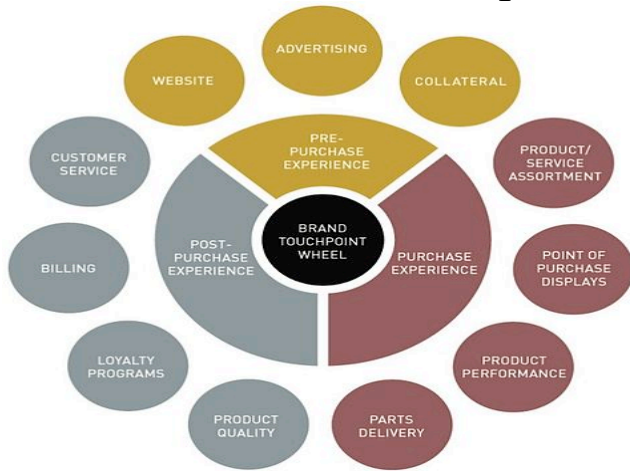 ADVERTISING
WEBSITE
COLLATERAL
PRE-
PURCHASE
EXPERIENCE
CUSTOMER
SERVICE
PRODUCT/
SERVICE
ASSORTMENT
BRAND
TOUCHPOINT
WHEEL
POST-
PURCHASE
EXPERIENCE
PURCHASE
EXPERIENCE
BILLING
POINT OF
PURCHASE
DISPLAYS
LOYALTY
PROGRAMS
PRODUCT
PERFORMANCE
PRODUCT
QUALITY
PARTS
DELIVERY